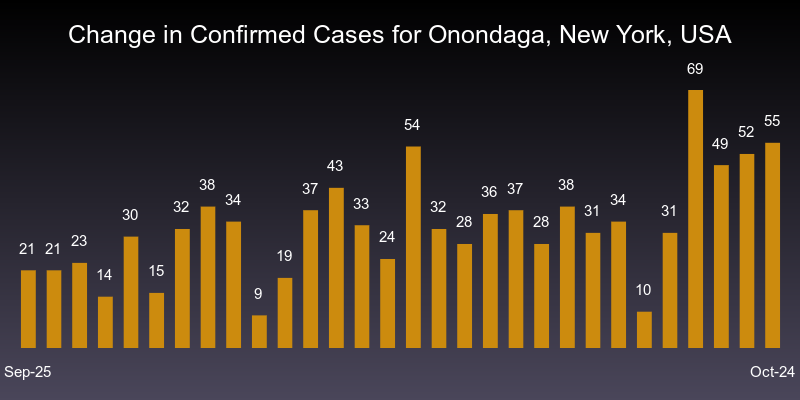 Change in Confirmed Cases for Onondaga, New York, USA
21 21 23 14 30 15 32 38 34 9 19 37 43 33 24 54 32 28 36 37 28 38 31 34 10 31 69 49 52 55
Sep-25 Oct-24